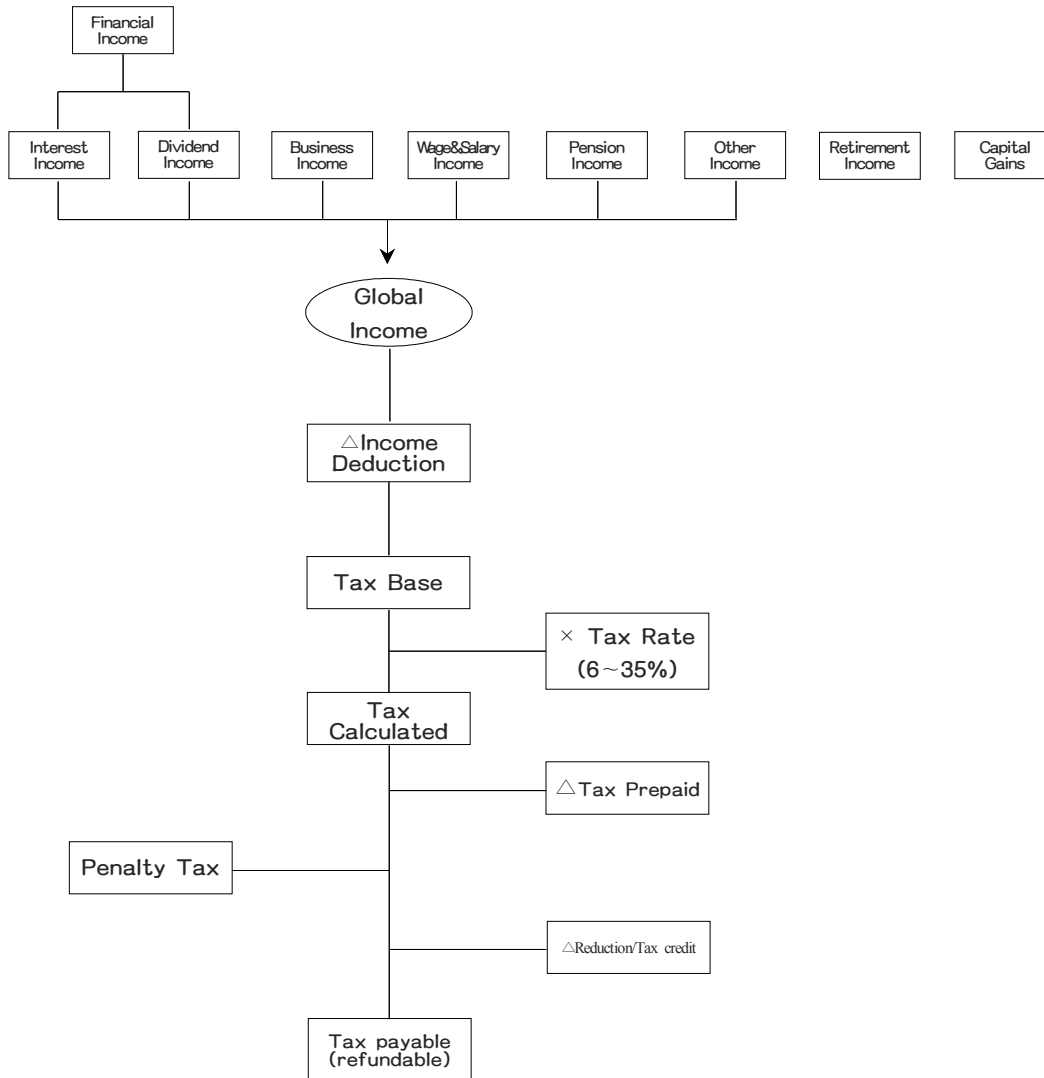 Financial
Income
Interest
Income
Dividend
Income
Business
Income
Wage&Salary
Income
Pension
Income
Other
Income
Retirement
Income
Capital
Gains
Global
Income
△Income
Deduction
Tax Base
× Tax Rate
(6～35%)
Tax
Calculated
△Tax Prepaid
Penalty Tax
△Reduction/Tax credit
Tax payable
(refundable)